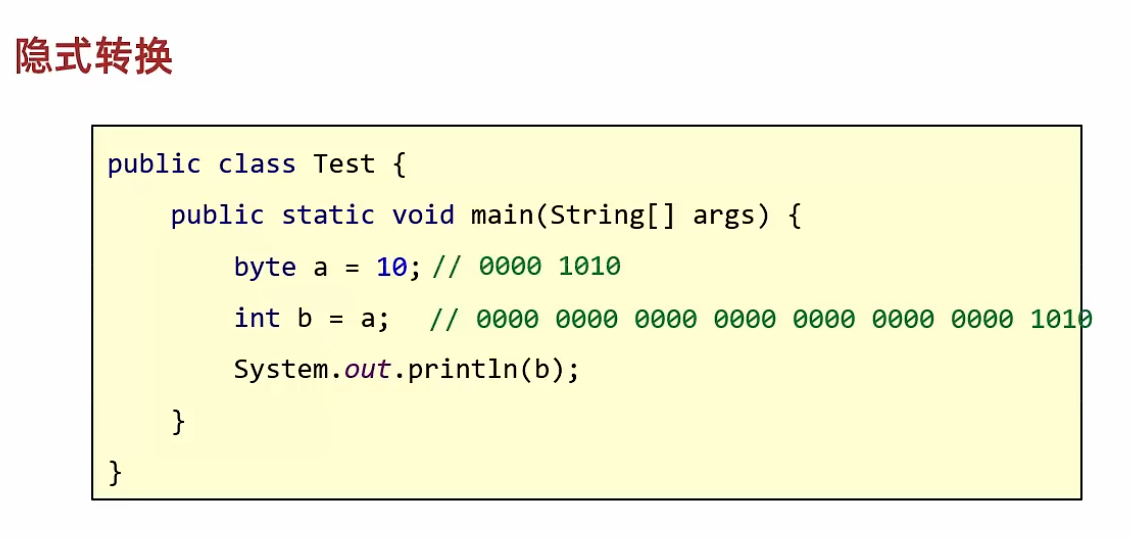 隐式转换
public class Test {
    public static void main(String[] args) {
        byte a = 10; // 0000 1010
        int b = a;   // 0000 0000 0000 0000 0000 0000 0000 1010
        System.out.println(b);
    }
}